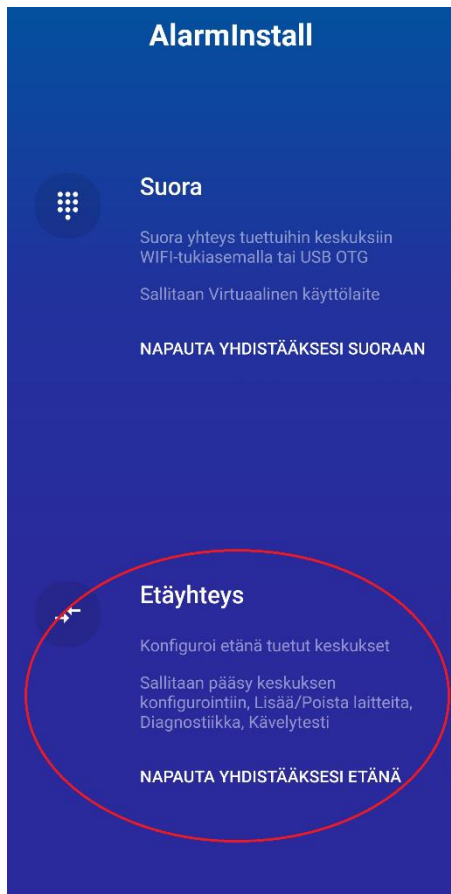 AlarmInstall
Suora
Suora yhteys tuettuihin keskuksiin
WIFI-tukiasemalla tai USB OTG
Sallitaan Virtuaalinen käyttölaite
NAPAUTA YHDISTÄÄKSESI SUORAAN
Etäyhteys
Konfiguroi etänä tuetut keskukset
Sallitaan pääsy keskuksen
konfigurointiin, Lisää/Poista laitteita,
Diagnostiikka, Kävelytesti
NAPAUTA YHDISTÄÄKSESI ETÄNÄ